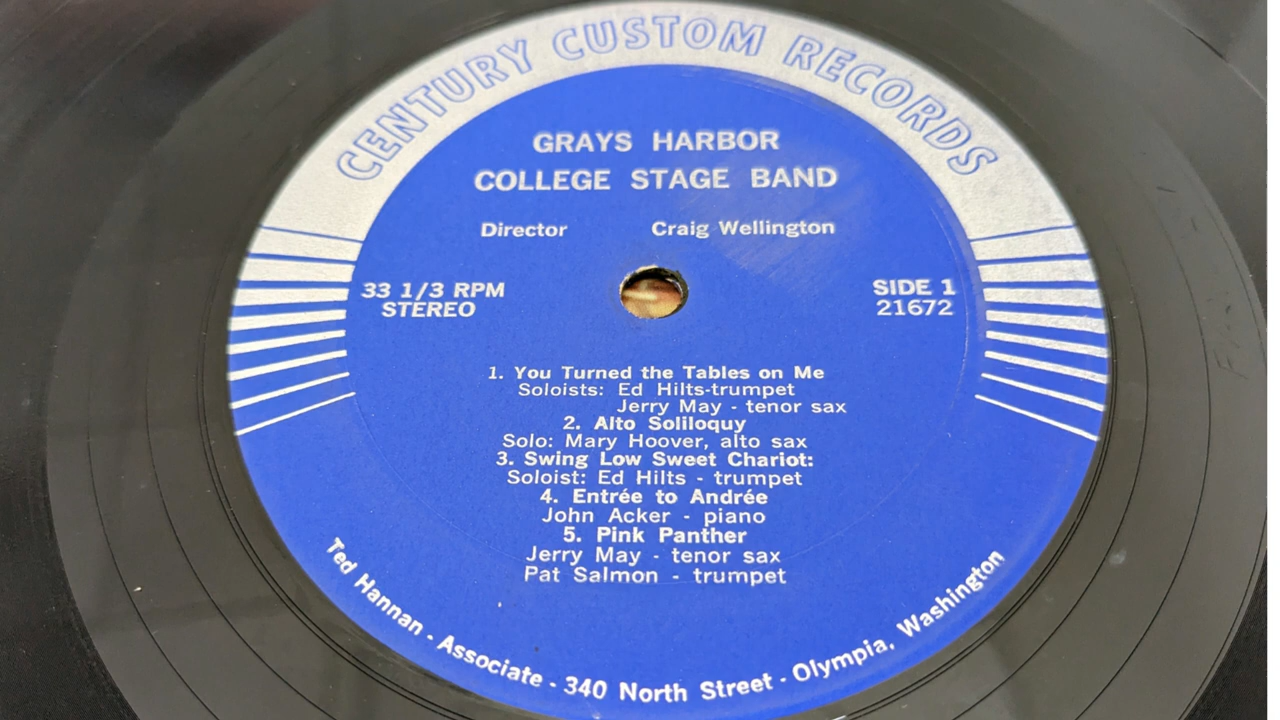 CENTURY CUSTOM RECORDS
GRAYS HARBOR
COLLEGE STAGE BAND
Director Craig Wellington
33 1/3 RPM
STEREO
SIDE 1
21672
1. You Turned the Tables on Me
Soloists: Ed Hilts-trumpet
Jerry May - tenor sax
2. Alto Soliloquy
Solo: Mary Hoover, alto sax
3. Swing Low Sweet Chariot:
Soloist: Ed Hilts - trumpet
4. Entrée to Andrée
John Acker - piano
5. Pink Panther
Jerry May - tenor sax
Pat Salmon - trumpet
Ted Hannan - Associate - 340 North Street - Olympia, Washington